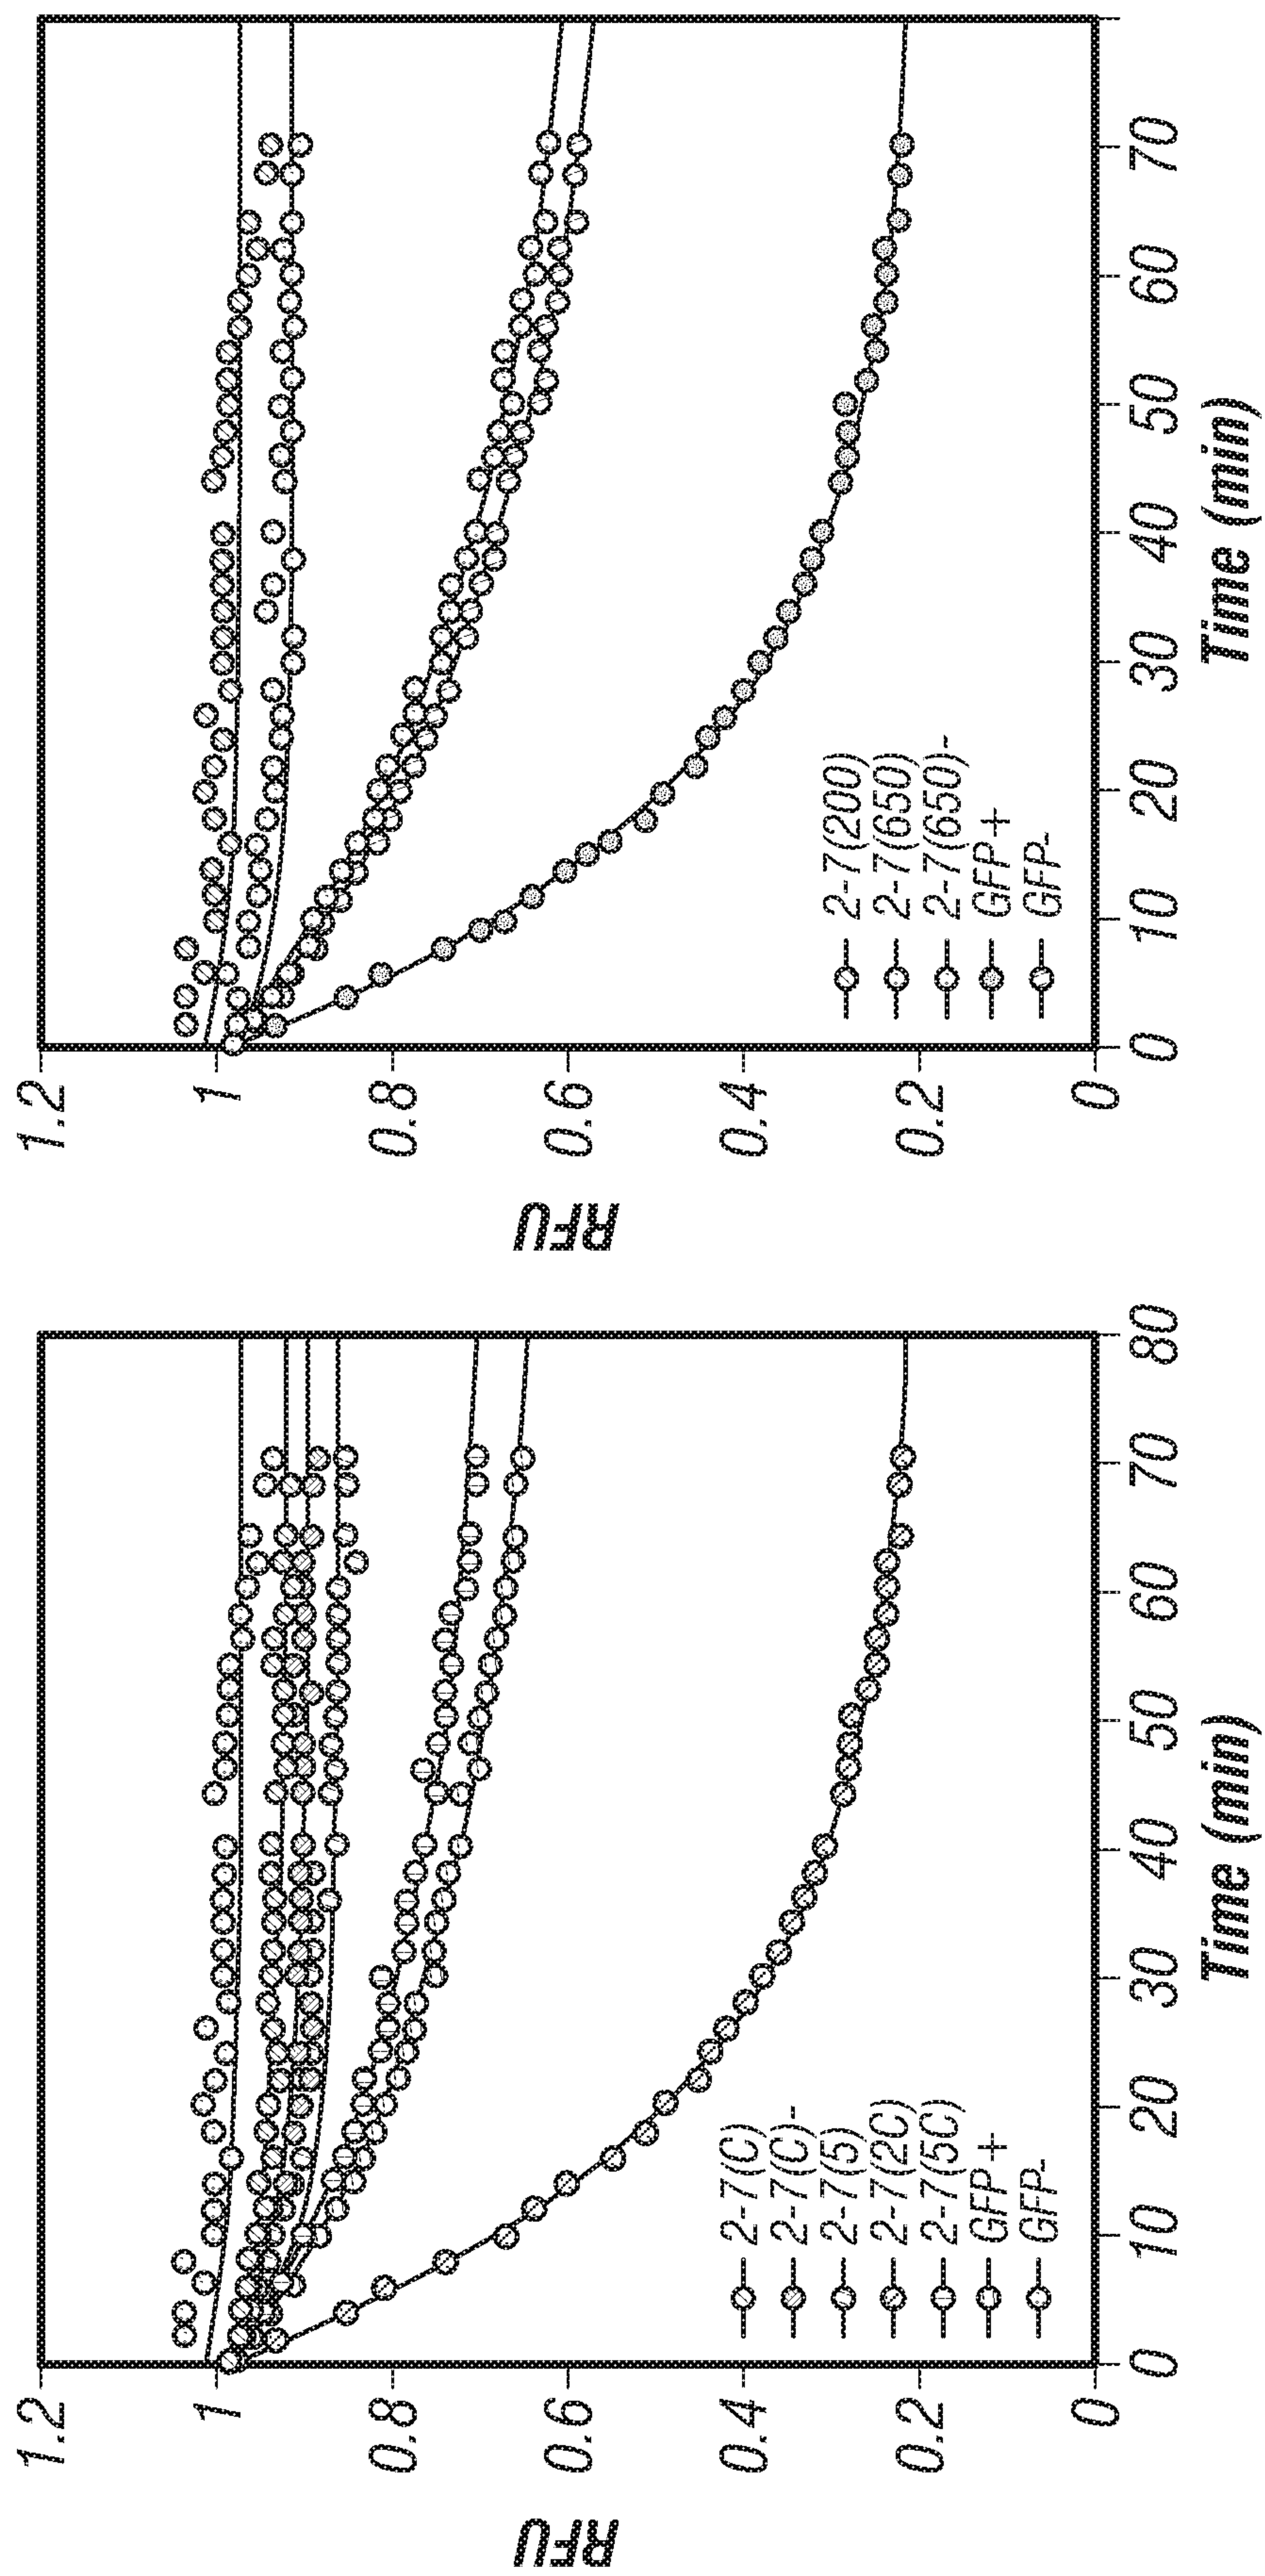 RFU
1.2
1
0.8
0.6
0.4
0.2
0
2-7(C)
2-7(C)-
2-7(5)
2-7(2C)
2-7(5C)
GFP+
GFP-
0 10 20 30 40 50 60 70 80
Time (min)
RFU
1.2
1
0.8
0.6
0.4
0.2
0
2-7(200)
2-7(650)
2-7(650)-
GFP+
GFP-
0 10 20 30 40 50 60 70
Time (min)